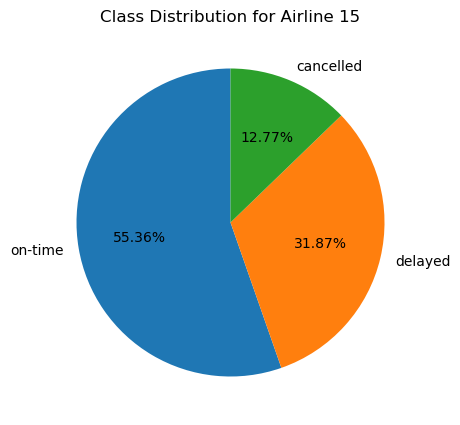 Class Distribution for Airline 15
cancelled
12.77%
55.36%
31.87%
on-time
delayed